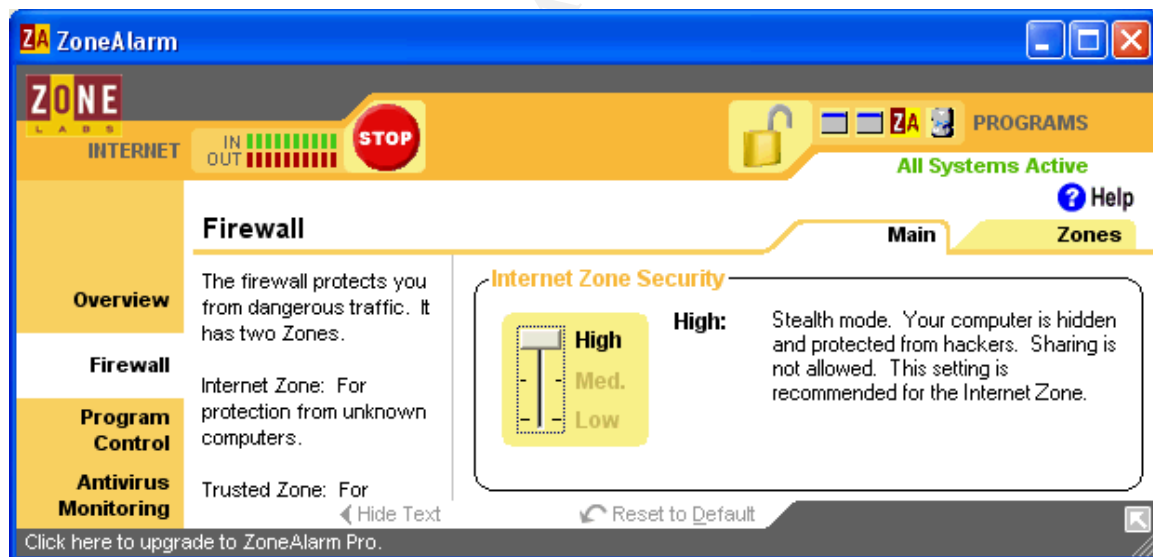 ZA ZoneAlarm
ZONE
LABS
INTERNET
IN
OUT
STOP
ZA
PROGRAMS
All Systems Active
? Help
Firewall
Main
Zones
Overview
Firewall
Program
Control
Antivirus
Monitoring
The firewall protects you
from dangerous traffic. It
has two Zones.
Internet Zone: For
protection from unknown
computers.
Trusted Zone: For
Internet Zone Security
High
Med.
Low
High:
Stealth mode. Your computer is hidden
and protected from hackers. Sharing is
not allowed. This setting is
recommended for the Internet Zone.
Hide Text
Reset to Default
Click here to upgrade to ZoneAlarm Pro.